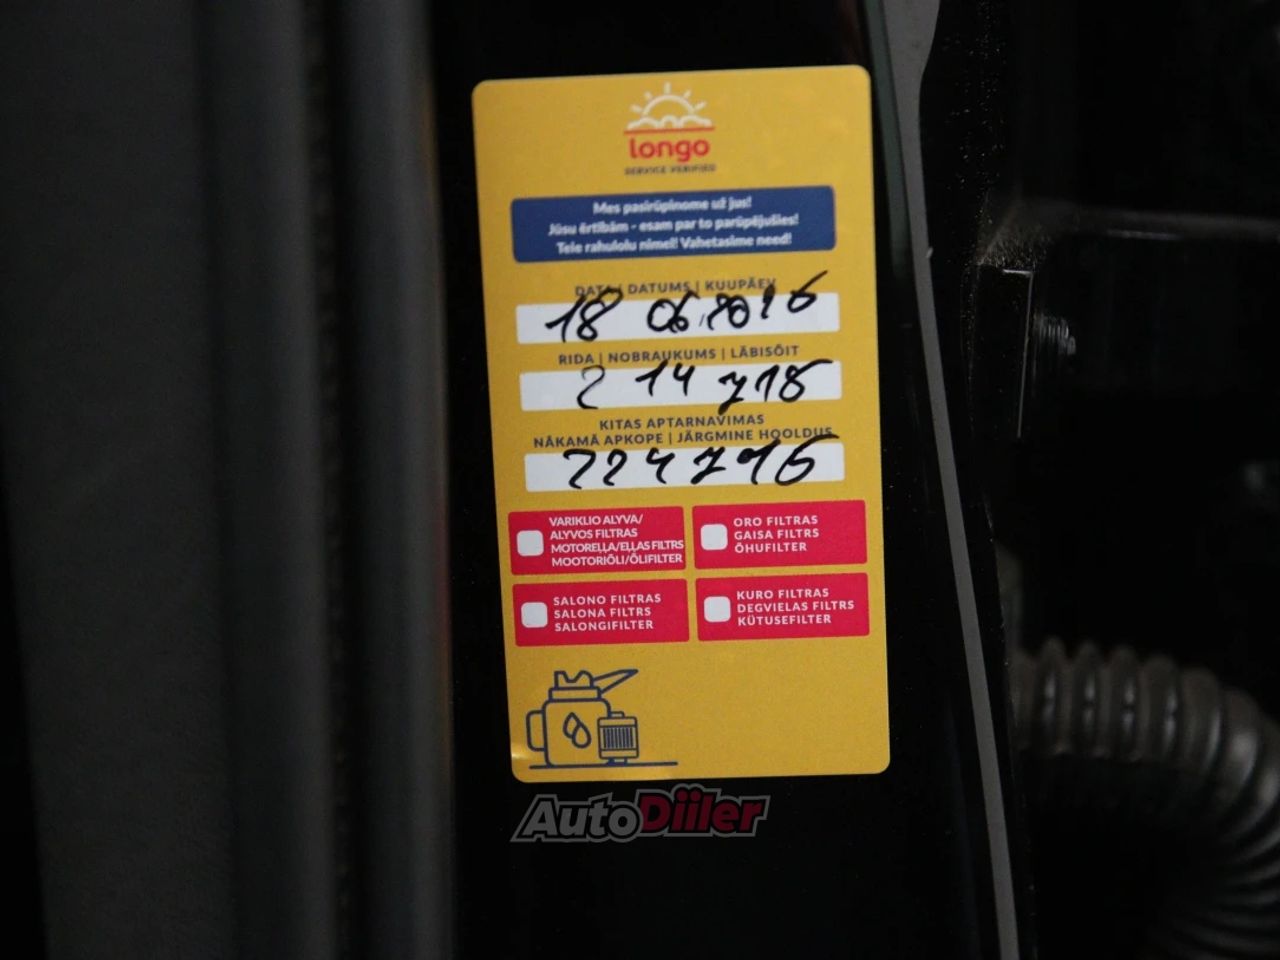 longo
SERVICE VERIFIED
Mes pasirūpinome už jus!
Jūsu ērtībām - esam par to parūpējušies!
Teie rahulolu nimel! Vahetasime need!
DATA | DATUMS | KUUPÄEV
18 06.2026
RIDA | NOBRAUKUMS | LÄBISÕIT
214 718
KITAS APTARNAVIMAS
NĀKAMĀ APKOPE | JÄRGMINE HOOLDUS
224716
VARIKLIO ALYVA/
ALYVOS FILTRAS
MOTOREĻĻA/EĻĻAS FILTRS
MOOTORIÕLI/ÕLIFILTER
ORO FILTRAS
GAISA FILTRS
ÕHUFILTER
SALONO FILTRAS
SALONA FILTRS
SALONGIFILTER
KURO FILTRAS
DEGVIELAS FILTRS
KÜTUSEFILTER
AutoDiiler